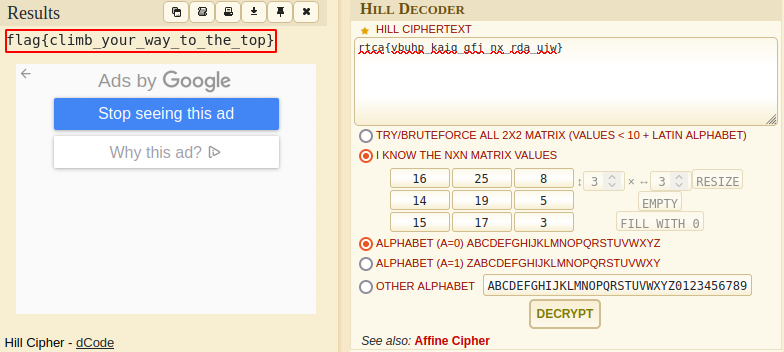 Results
flag{climb_your_way_to_the_top}
Ads by Google
Stop seeing this ad
Why this ad?
Hill Cipher - dCode
HILL DECODER
HILL CIPHERTEXT
rtca{vbuhp_kaiq_gfi_nx_rda_ujw}
TRY/BRUTEFORCE ALL 2X2 MATRIX (VALUES < 10 + LATIN ALPHABET)
I KNOW THE NXN MATRIX VALUES
16 25 8
14 19 5
15 17 3
↕ 3 × ↔ 3 RESIZE
EMPTY
FILL WITH 0
ALPHABET (A=0) ABCDEFGHIJKLMNOPQRSTUVWXYZ
ALPHABET (A=1) ZABCDEFGHIJKLMNOPQRSTUVWXY
OTHER ALPHABET ABCDEFGHIJKLMNOPQRSTUVWXYZ0123456789
DECRYPT
See also: Affine Cipher